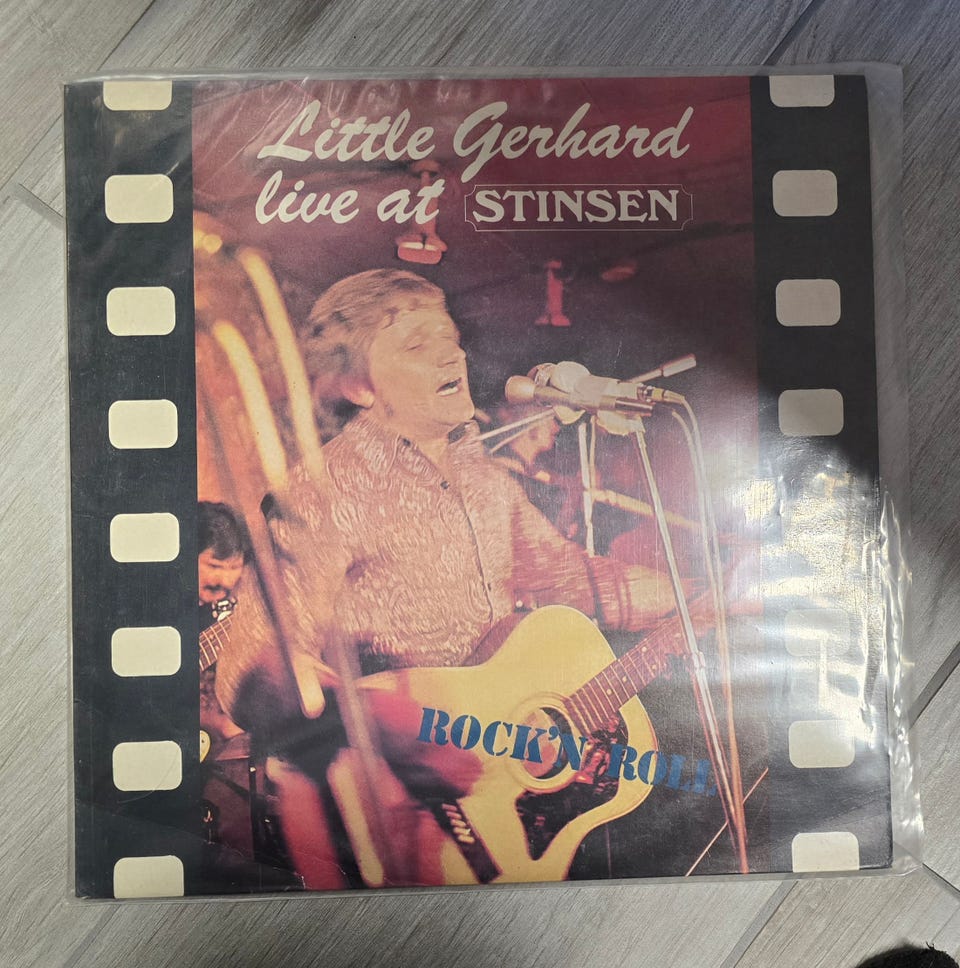 Little Gerhard
live at STINSEN
ROCK'N ROLL